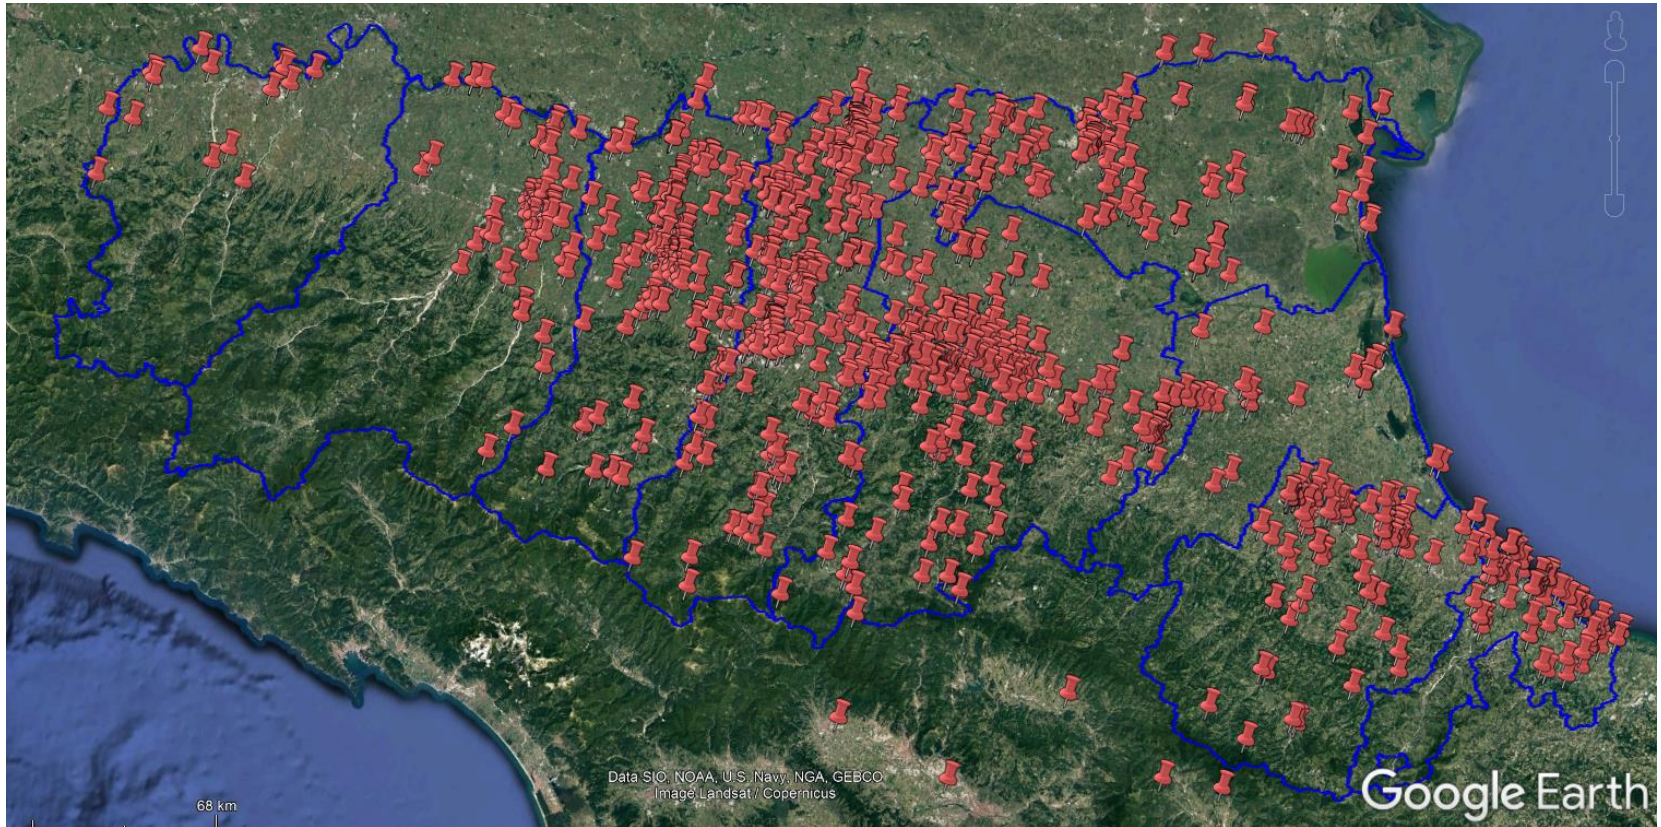 Data SIO, NOAA, U.S. Navy, NGA, GEBCO
Image Landsat / Copernicus
68 km
Google Earth